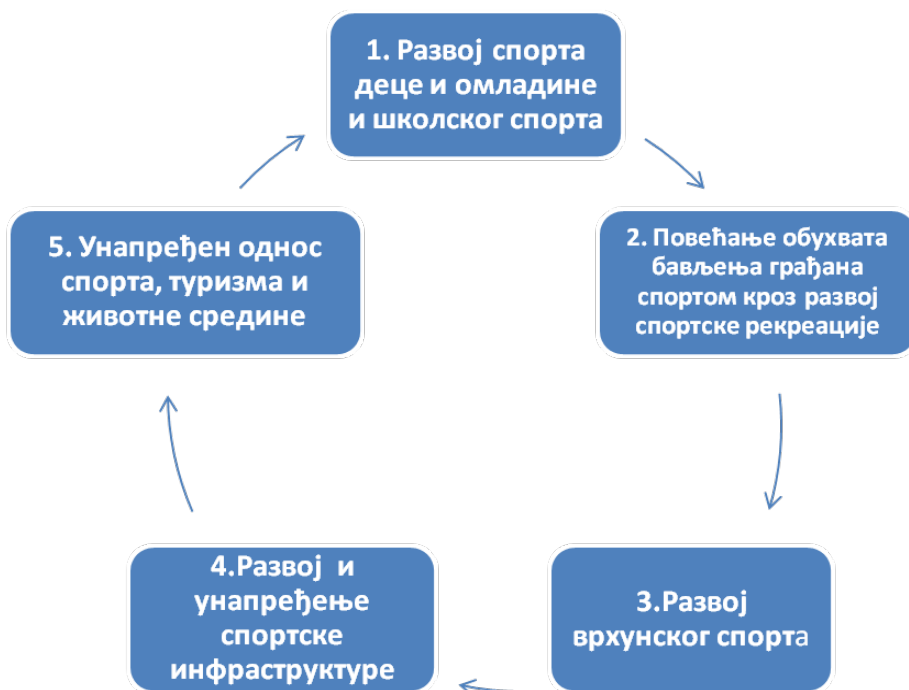 1. Развој спорта
деце и омладине
и школског спорта
2. Повећање обухвата
бављења грађана
спортом кроз развој
спортске рекреације
3.Развој
врхунског спорта
4.Развој и
унапређење
спортске
инфраструктуре
5. Унапређен однос
спорта, туризма и
животне средине